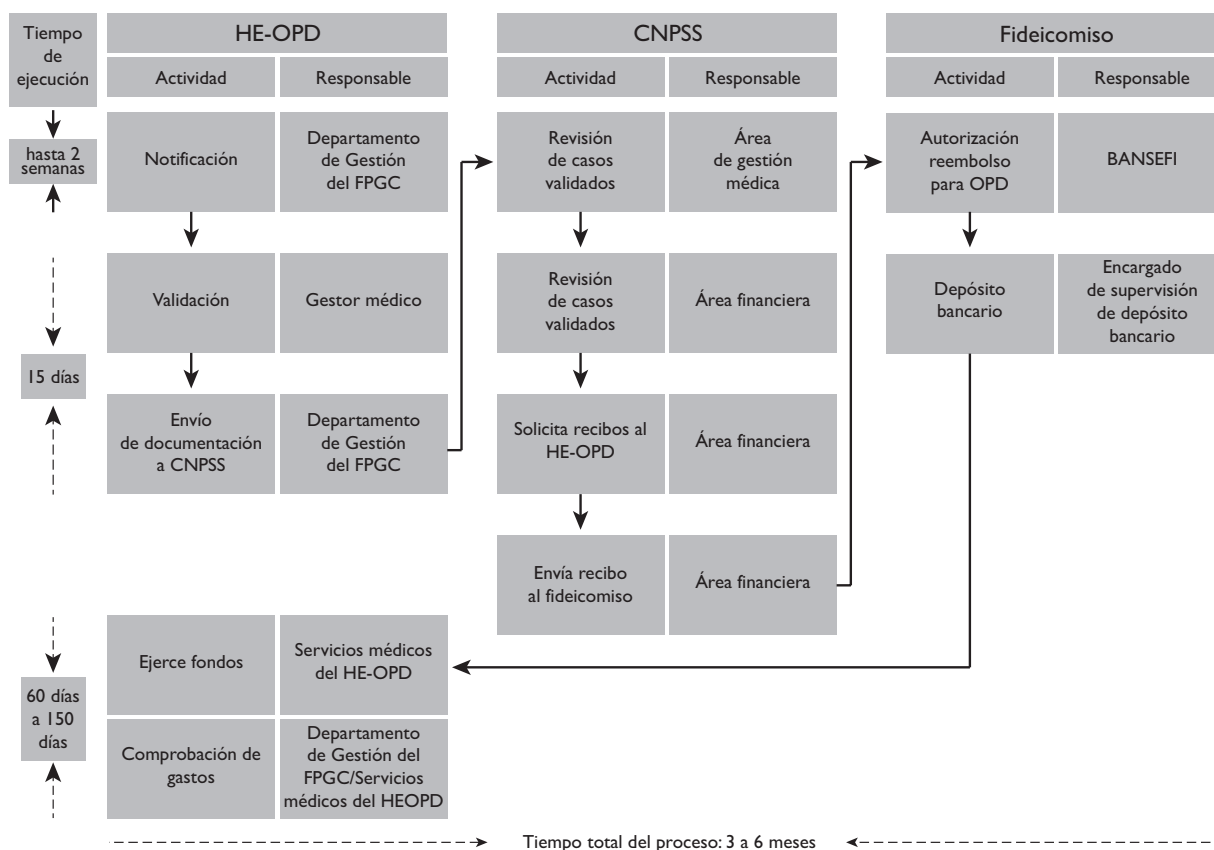 Tiempo
de
ejecución
HE-OPD
CNPSS
Fideicomiso
Actividad
Responsable
Actividad
Responsable
Actividad
Responsable
hasta 2
semanas
Notificación
Departamento
de Gestión
del FPGC
Revisión
de casos
validados
Área
de gestión
médica
Autorización
reembolso
para OPD
BANSEFI
Validación
Gestor médico
Revisión
de casos
validados
Área financiera
Depósito
bancario
Encargado
de supervisión
de depósito
bancario
15 días
Envío
de documentación
a CNPSS
Departamento
de Gestión
del FPGC
Solicita recibos al
HE-OPD
Área financiera
Envía recibo
al fideicomiso
Área financiera
60 días
a 150
días
Ejerce fondos
Servicios médicos
del HE-OPD
Comprobación de
gastos
Departamento
de Gestión del
FPGC/Servicios
médicos del HEOPD
Tiempo total del proceso: 3 a 6 meses